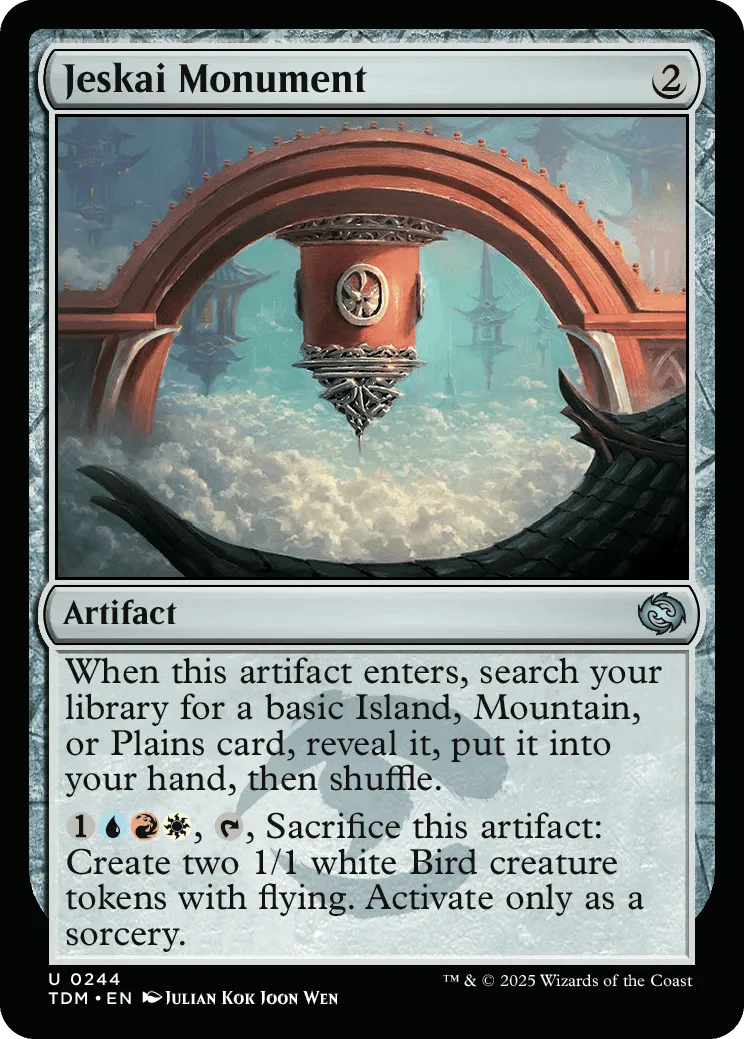 Jeskai Monument 2
Artifact
When this artifact enters, search your
library for a basic Island, Mountain,
or Plains card, reveal it, put it into
your hand, then shuffle.
1, , Sacrifice this artifact:
Create two 1/1 white Bird creature
tokens with flying. Activate only as a
sorcery.
U 0244
TDM • EN Julian Kok Joon Wen
™ & © 2025 Wizards of the Coast